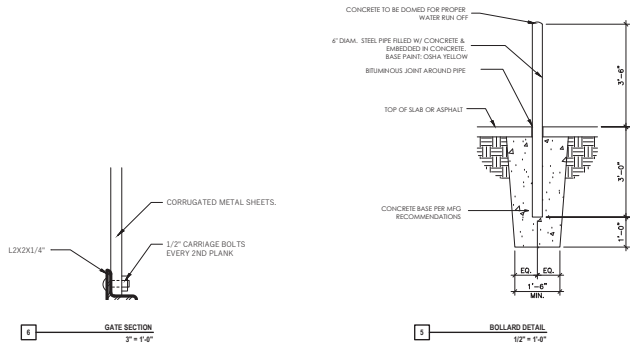 CONCRETE TO BE DOMED FOR PROPER
WATER RUN OFF
6" DIAM. STEEL PIPE FILLED W/ CONCRETE &
EMBEDDED IN CONCRETE.
BASE PAINT: OSHA YELLOW
BITUMINOUS JOINT AROUND PIPE
TOP OF SLAB OR ASPHALT
CONCRETE BASE PER MFG
RECOMMENDATIONS
3'-6"
3'-0"
1'-0"
EQ. EQ.
1'-6"
MIN.
CORRUGATED METAL SHEETS.
L2X2X1/4"
1/2" CARRIAGE BOLTS
EVERY 2ND PLANK
6 GATE SECTION
3" = 1'-0"
5 BOLLARD DETAIL
1/2" = 1'-0"